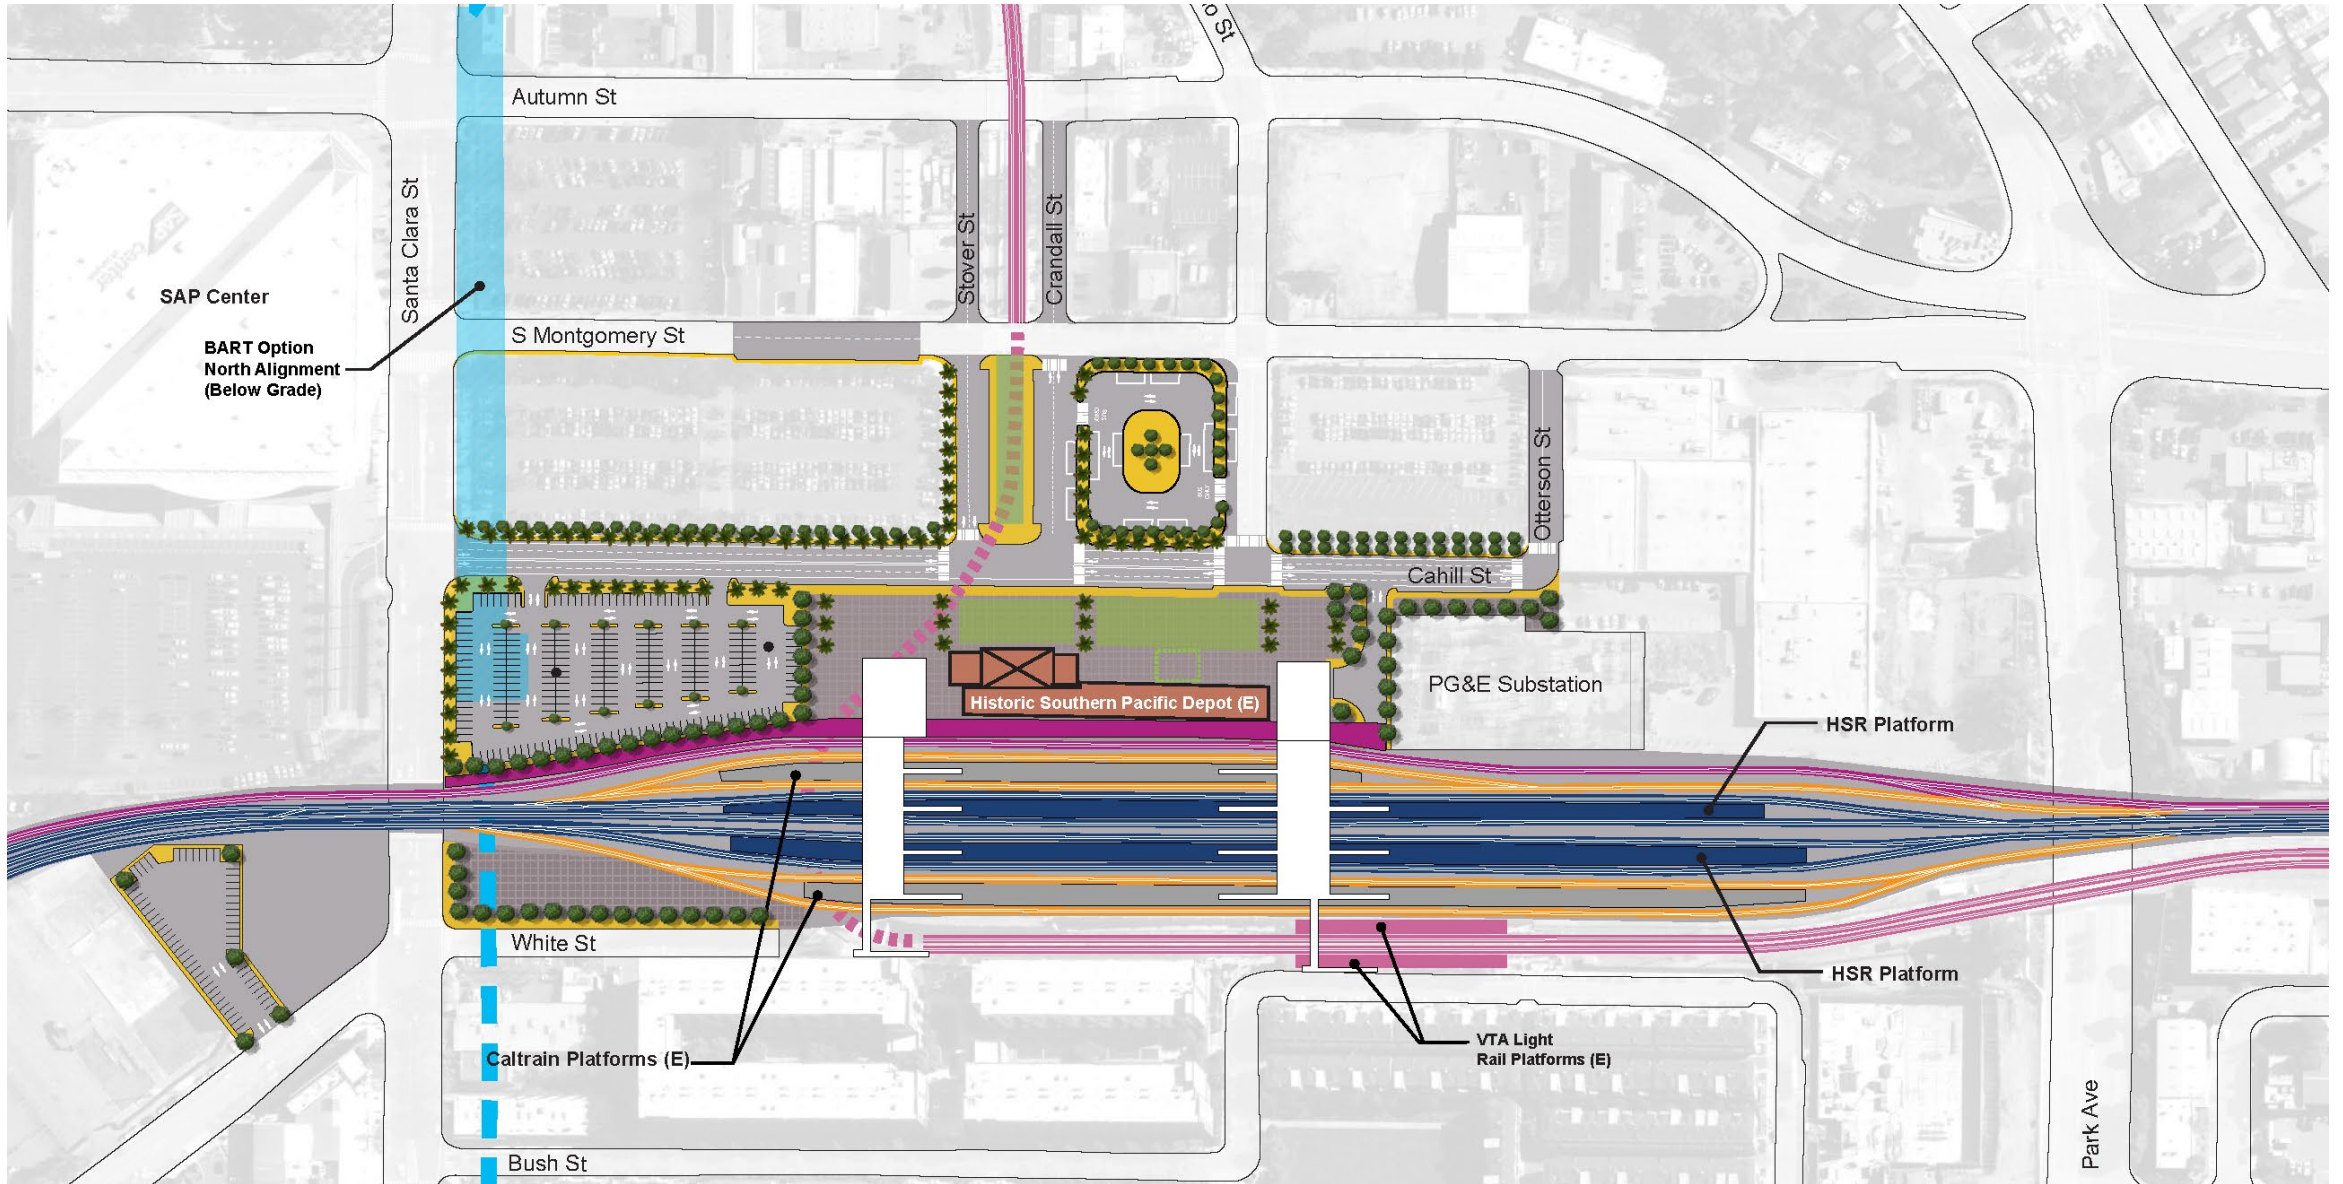 Autumn St
Santa Clara St
Stover St
Crandall St
SAP Center
BART Option
North Alignment
(Below Grade)
S Montgomery St
Otterson St
Cahill St
PG&E Substation
Historic Southern Pacific Depot (E)
HSR Platform
HSR Platform
White St
Caltrain Platforms (E)
VTA Light
Rail Platforms (E)
Park Ave
Bush St